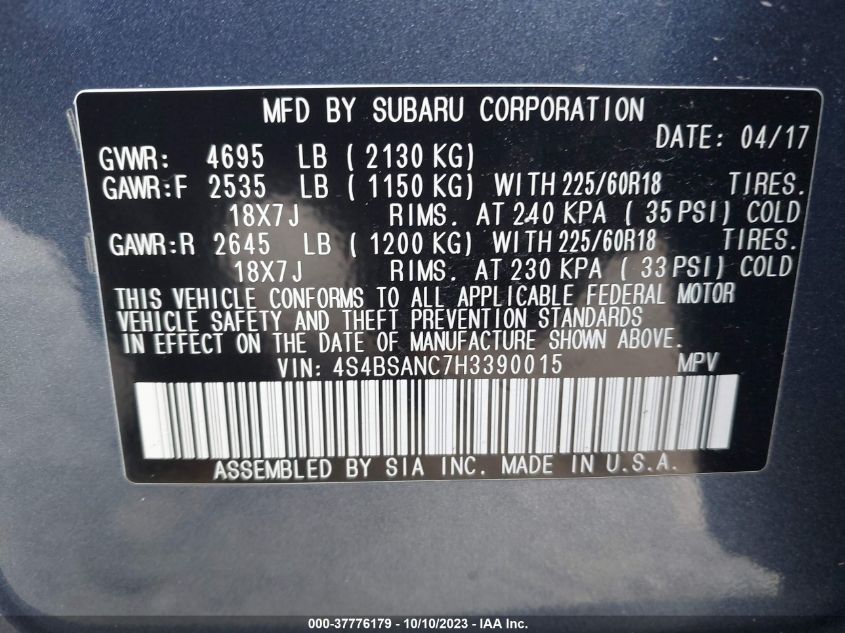 MFD BY SUBARU CORPORATION
DATE: 04/17
GVWR: 4695 LB ( 2130 KG)
GAWR:F 2535 LB ( 1150 KG) WITH 225/60R18 TIRES.
18X7J RIMS. AT 240 KPA ( 35 PSI) COLD
GAWR:R 2645 LB ( 1200 KG) WITH 225/60R18 TIRES.
18X7J RIMS. AT 230 KPA ( 33 PSI) COLD
THIS VEHICLE CONFORMS TO ALL APPLICABLE FEDERAL MOTOR
VEHICLE SAFETY AND THEFT PREVENTION STANDARDS
IN EFFECT ON THE DATE OF MANUFACTURE SHOWN ABOVE.
VIN: 4S4BSANC7H3390015 MPV
ASSEMBLED BY SIA INC. MADE IN U.S.A.
000-37776179 - 10/10/2023 - IAA Inc.